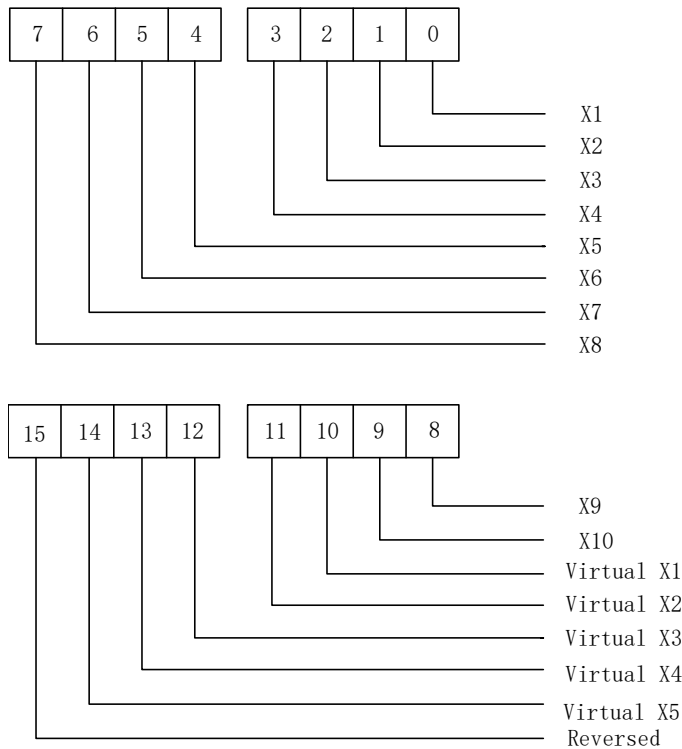 7 6 5 4 3 2 1 0
X1
X2
X3
X4
X5
X6
X7
X8
15 14 13 12 11 10 9 8
X9
X10
Virtual X1
Virtual X2
Virtual X3
Virtual X4
Virtual X5
Reversed